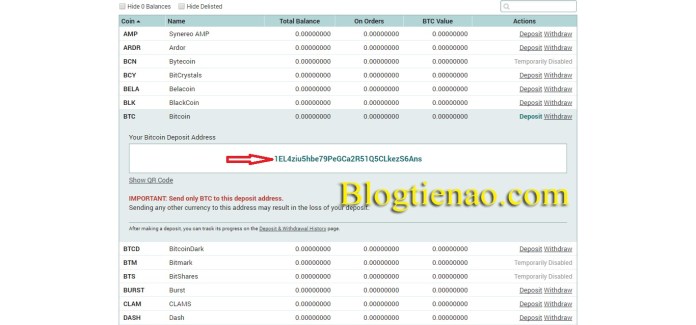 Hide 0 Balances Hide Delisted
Coin Name Total Balance On Orders BTC Value Actions
AMP Synereo AMP 0.00000000 0.00000000 0.00000000 Deposit Withdraw
ARDR Ardor 0.00000000 0.00000000 0.00000000 Deposit Withdraw
BCN Bytecoin 0.00000000 0.00000000 0.00000000 Temporarily Disabled
BCY BitCrystals 0.00000000 0.00000000 0.00000000 Deposit Withdraw
BELA Belacoin 0.00000000 0.00000000 0.00000000 Deposit Withdraw
BLK BlackCoin 0.00000000 0.00000000 0.00000000 Deposit Withdraw
BTC Bitcoin 0.00000000 0.00000000 0.00000000 Deposit Withdraw
Your Bitcoin Deposit Address
1EL4ziu5hbe79PeGCa2R51Q5CLkezS6Ans
Show QR Code
Blogtienao.com
IMPORTANT: Send only BTC to this deposit address.
Sending any other currency to this address may result in the loss of your deposit.
After making a deposit, you can track its progress on the Deposit & Withdrawal History page.
BTCD BitcoinDark 0.00000000 0.00000000 0.00000000 Deposit Withdraw
BTM Bitmark 0.00000000 0.00000000 0.00000000 Temporarily Disabled
BTS BitShares 0.00000000 0.00000000 0.00000000 Temporarily Disabled
BURST Burst 0.00000000 0.00000000 0.00000000 Deposit Withdraw
CLAM CLAMS 0.00000000 0.00000000 0.00000000 Deposit Withdraw
DASH Dash 0.00000000 0.00000000 0.00000000 Deposit Withdraw